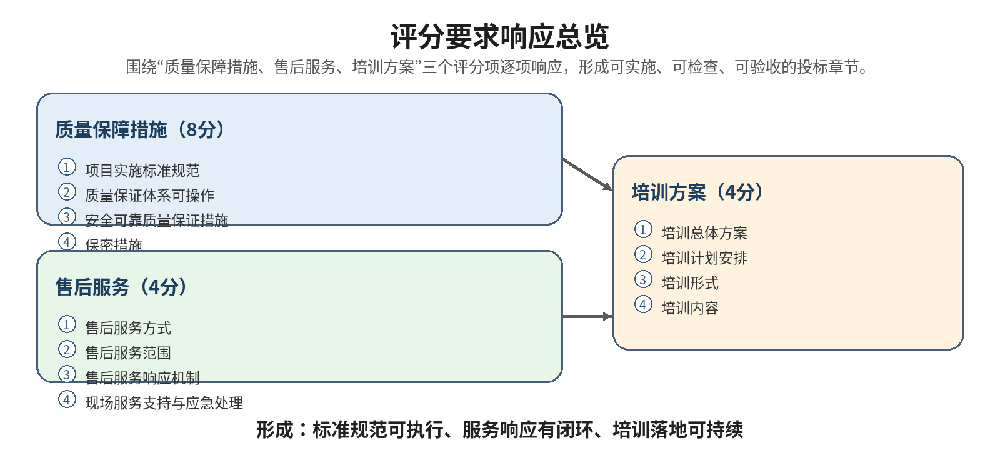 评分要求响应总览
围绕“质量保障措施、售后服务、培训方案”三个评分项逐项响应，形成可实施、可检查、可验收的投标章节。
质量保障措施（8分）
① 项目实施标准规范
② 质量保证体系可操作
③ 安全可靠质量保证措施
④ 保密措施
售后服务（4分）
① 售后服务方式
② 售后服务范围
③ 售后服务响应机制
④ 现场服务支持与应急处理
培训方案（4分）
① 培训总体方案
② 培训计划安排
③ 培训形式
④ 培训内容
形成：标准规范可执行、服务响应有闭环、培训落地可持续